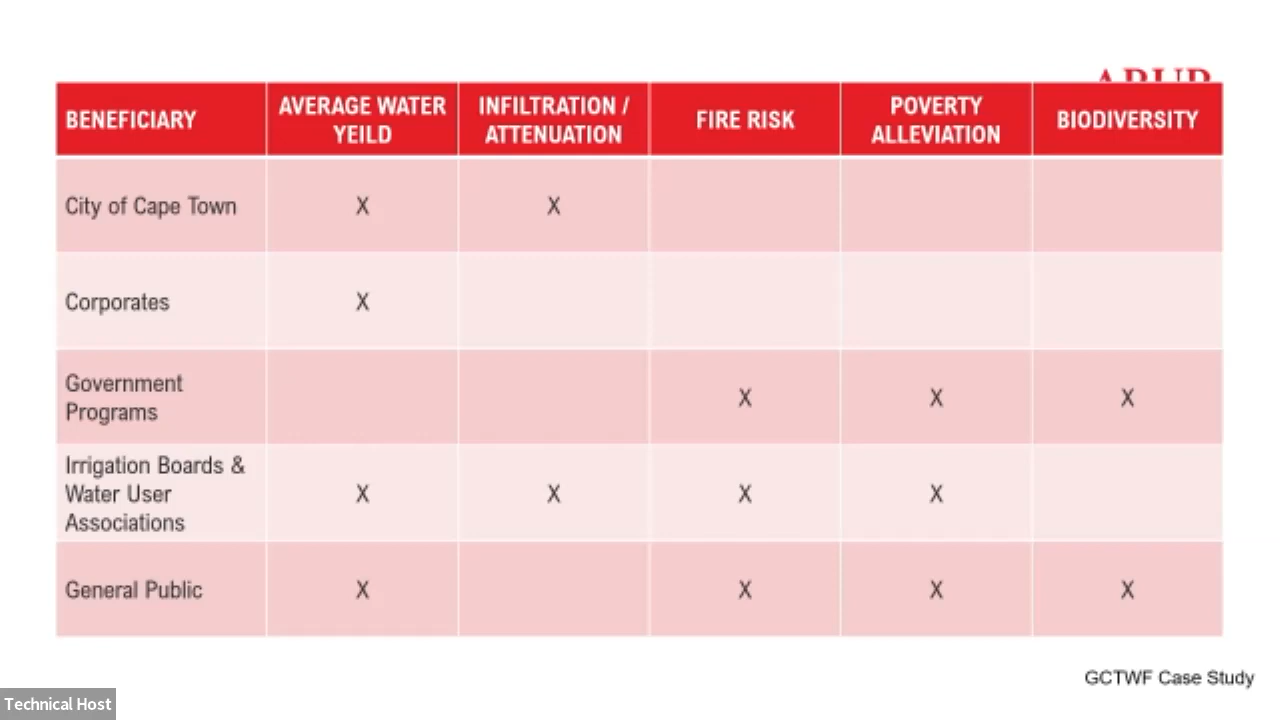 ARUP
BENEFICIARY
AVERAGE WATER
YEILD
INFILTRATION /
ATTENUATION
FIRE RISK
POVERTY
ALLEVIATION
BIODIVERSITY
City of Cape Town
X
X
Corporates
X
Government
Programs
X
X
X
Irrigation Boards &
Water User
Associations
X
X
X
X
General Public
X
X
X
X
GCTWF Case Study
Technical Host